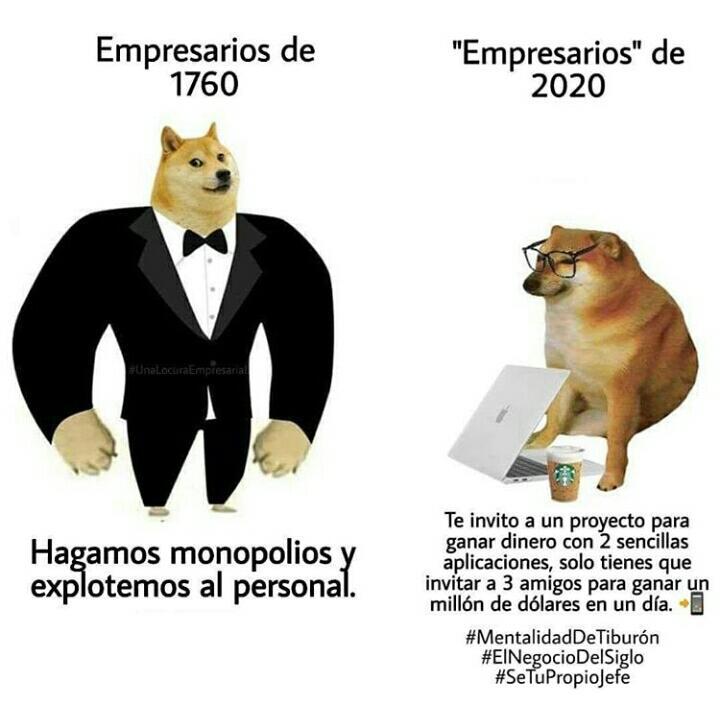 Empresarios de
1760
"Empresarios" de
2020
#UnaLocuraEmpresarial
Hagamos monopolios y
explotemos al personal.
Te invito a un proyecto para
ganar dinero con 2 sencillas
aplicaciones, solo tienes que
invitar a 3 amigos para ganar un
millón de dólares en un día.
#MentalidadDeTiburón
#ElNegocioDelSiglo
#SeTuPropioJefe